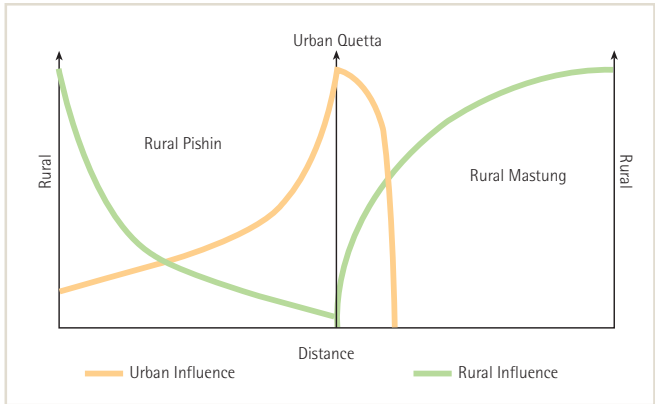 Urban Quetta
Rural Pishin
Rural
Rural Mastung
Rural
Distance
Urban Influence
Rural Influence